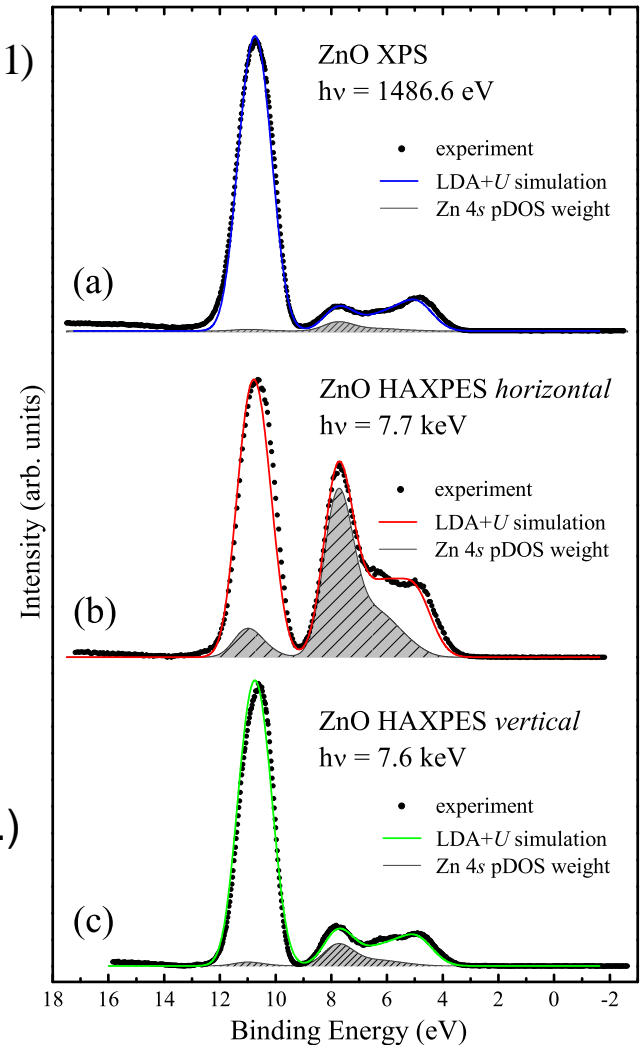 1)
ZnO XPS
hν = 1486.6 eV
experiment
LDA+U simulation
Zn 4s pDOS weight
(a)
ZnO HAXPES horizontal
hν = 7.7 keV
experiment
LDA+U simulation
Zn 4s pDOS weight
(b)
ZnO HAXPES vertical
hν = 7.6 keV
experiment
LDA+U simulation
Zn 4s pDOS weight
.)
(c)
Intensity (arb. units)
18 16 14 12 10 8 6 4 2 0 -2
Binding Energy (eV)